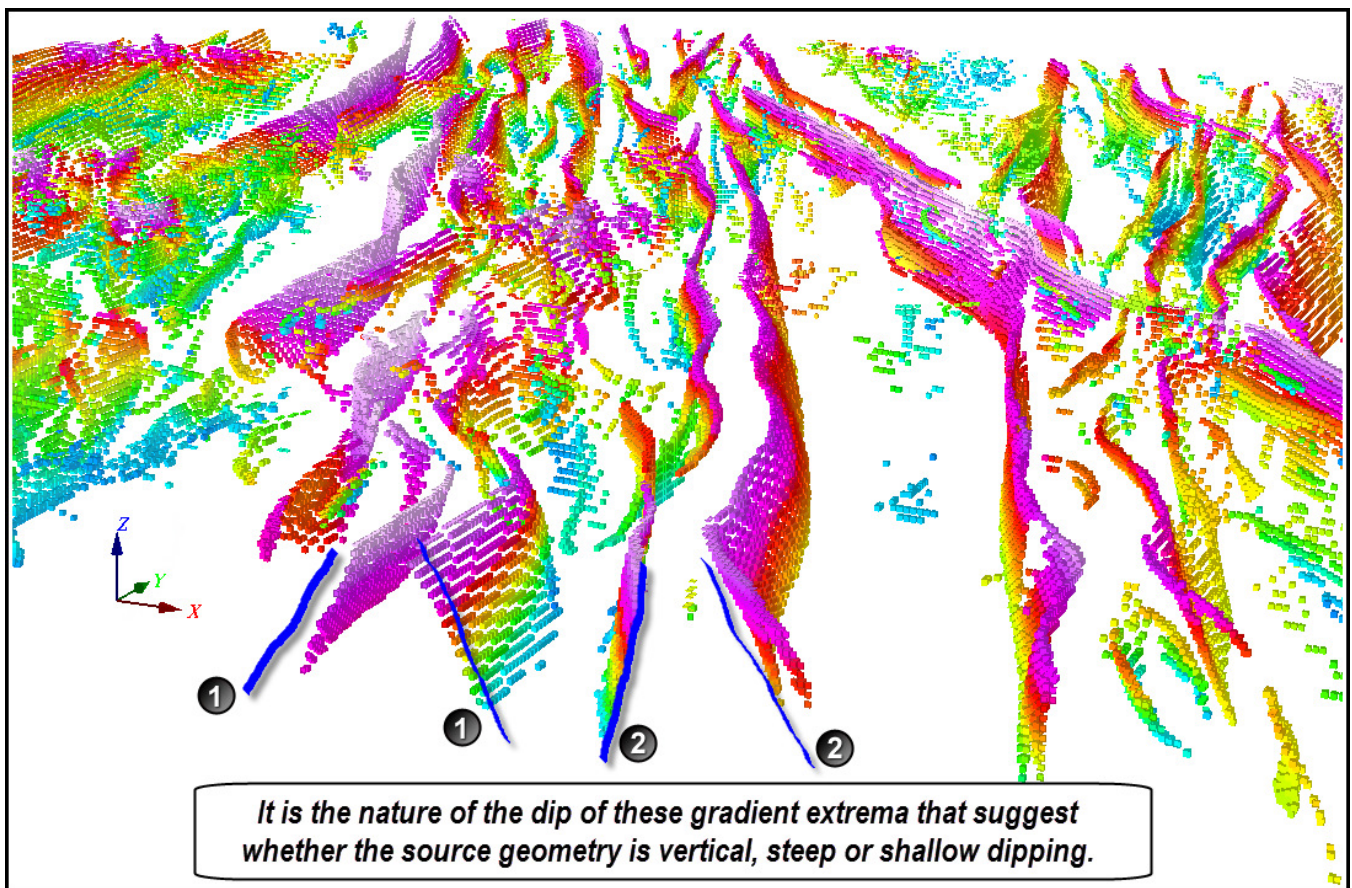 Z
Y
X
1
1
2
2
It is the nature of the dip of these gradient extrema that suggest
whether the source geometry is vertical, steep or shallow dipping.